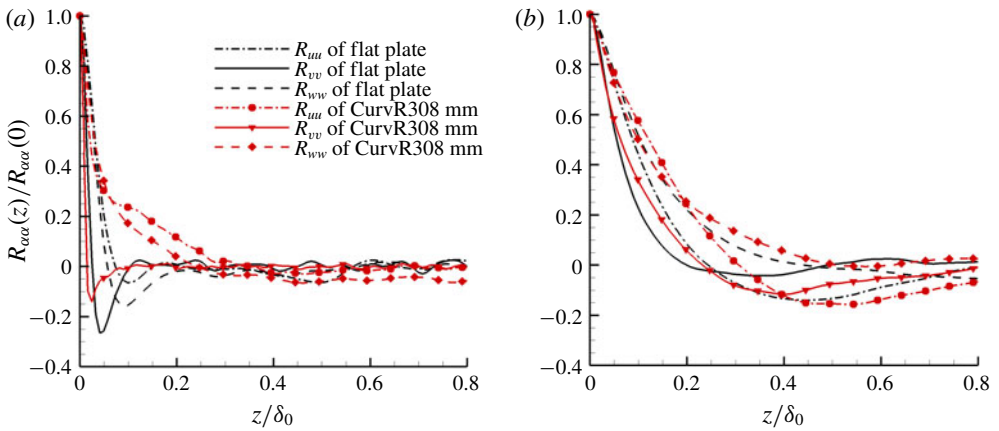 (a)
1.0
0.8
0.6
0.4
0.2
0
−0.2
−0.4
R_αα(z)/R_αα(0)
R_uu of flat plate
R_vv of flat plate
R_ww of flat plate
R_uu of CurvR308 mm
R_vv of CurvR308 mm
R_ww of CurvR308 mm
0 0.2 0.4 0.6 0.8
z/δ_0
(b)
1.0
0.8
0.6
0.4
0.2
0
−0.2
−0.4
0 0.2 0.4 0.6 0.8
z/δ_0